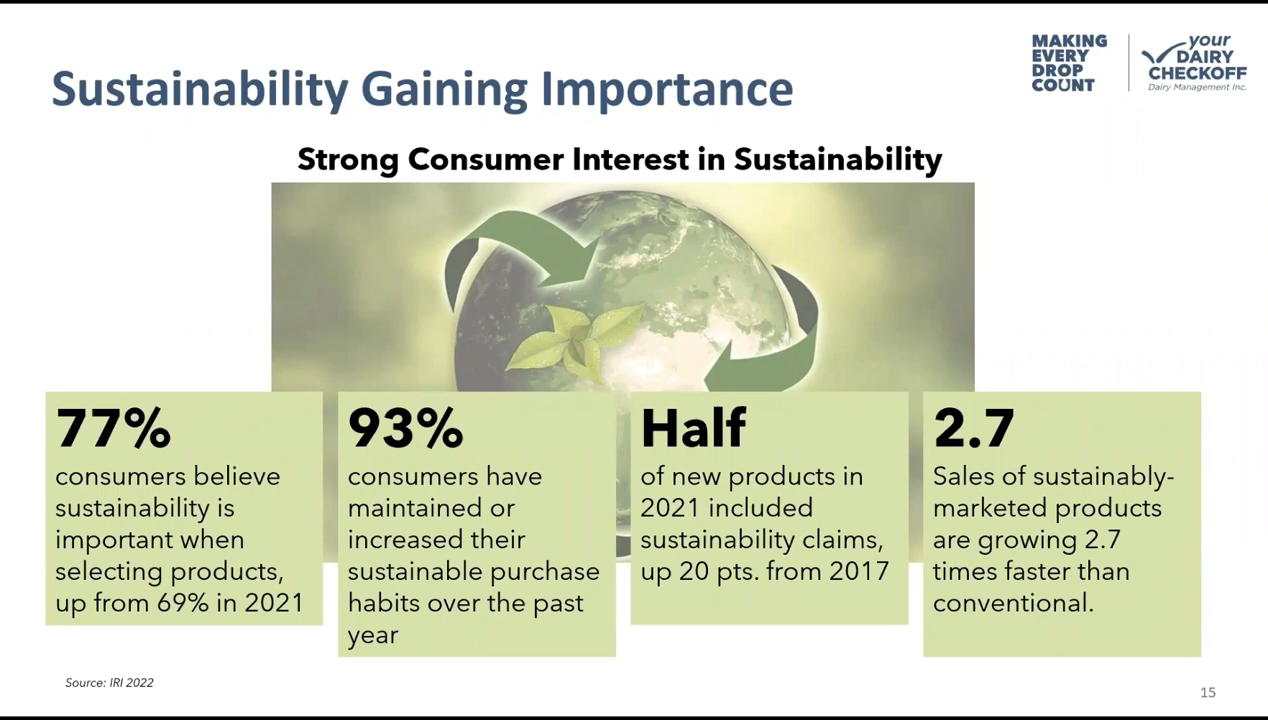 MAKING
EVERY
DROP
COUNT
your
DAIRY
CHECKOFF
Dairy Management Inc.
Sustainability Gaining Importance
Strong Consumer Interest in Sustainability
77%
consumers believe
sustainability is
important when
selecting products,
up from 69% in 2021
93%
consumers have
maintained or
increased their
sustainable purchase
habits over the past
year
Half
of new products in
2021 included
sustainability claims,
up 20 pts. from 2017
2.7
Sales of sustainably-
marketed products
are growing 2.7
times faster than
conventional.
Source: IRI 2022
15